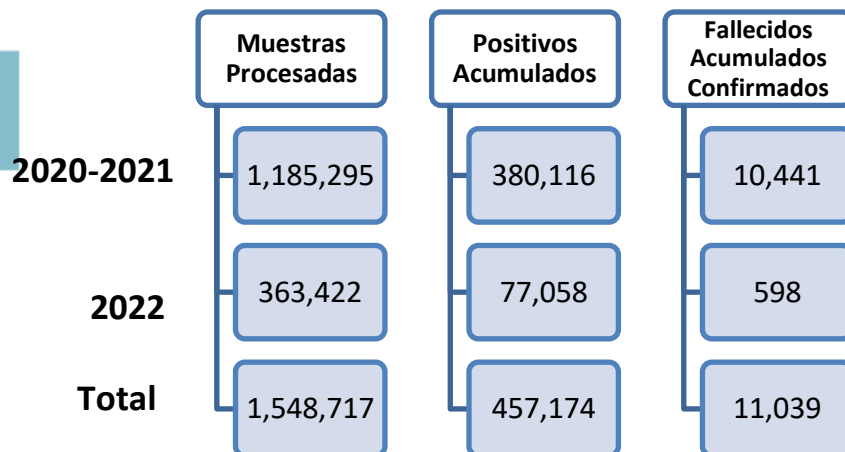 Muestras
Procesadas
Positivos
Acumulados
Fallecidos
Acumulados
Confirmados
2020-2021
1,185,295
380,116
10,441
2022
363,422
77,058
598
Total
1,548,717
457,174
11,039